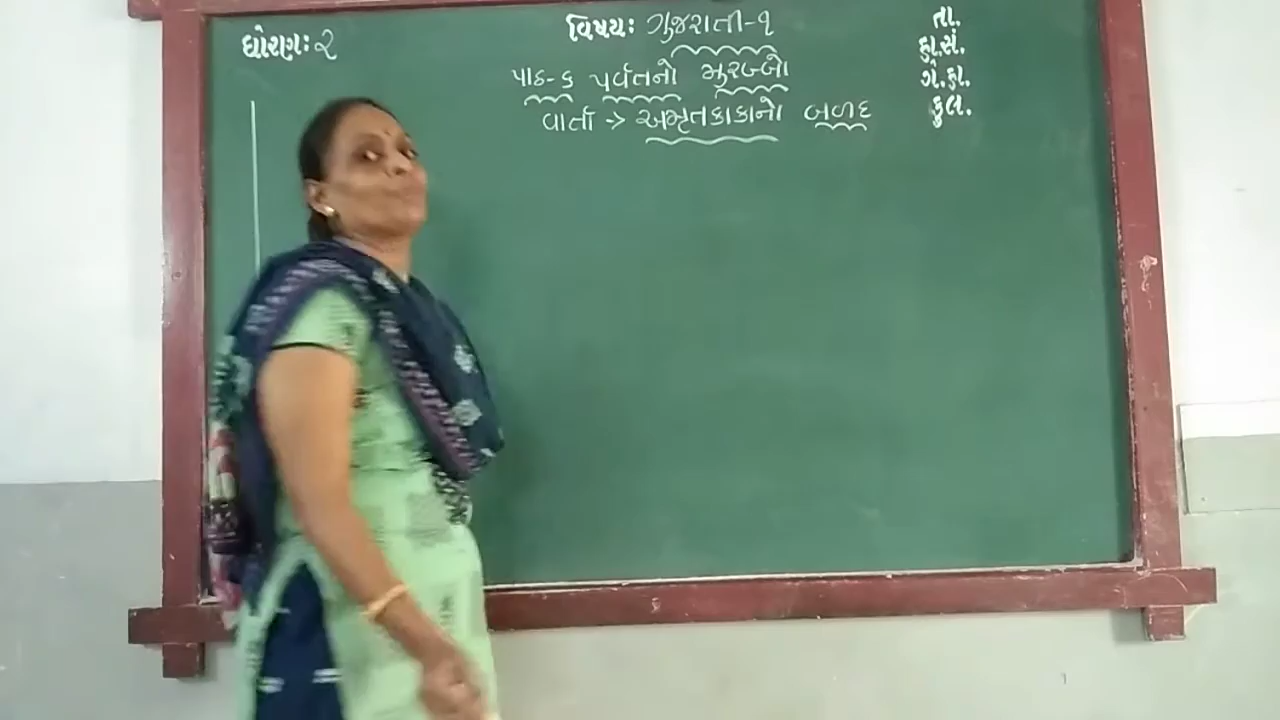 ધોરણઃ ૨
વિષયઃ ગુજરાતી-૧
પાઠ-૬ પર્વતનો મુરબ્બો
વાર્તા → અમૃતકાકાનો બળદ
તા.
હા.સં.
ગે.હા.
કુલ.